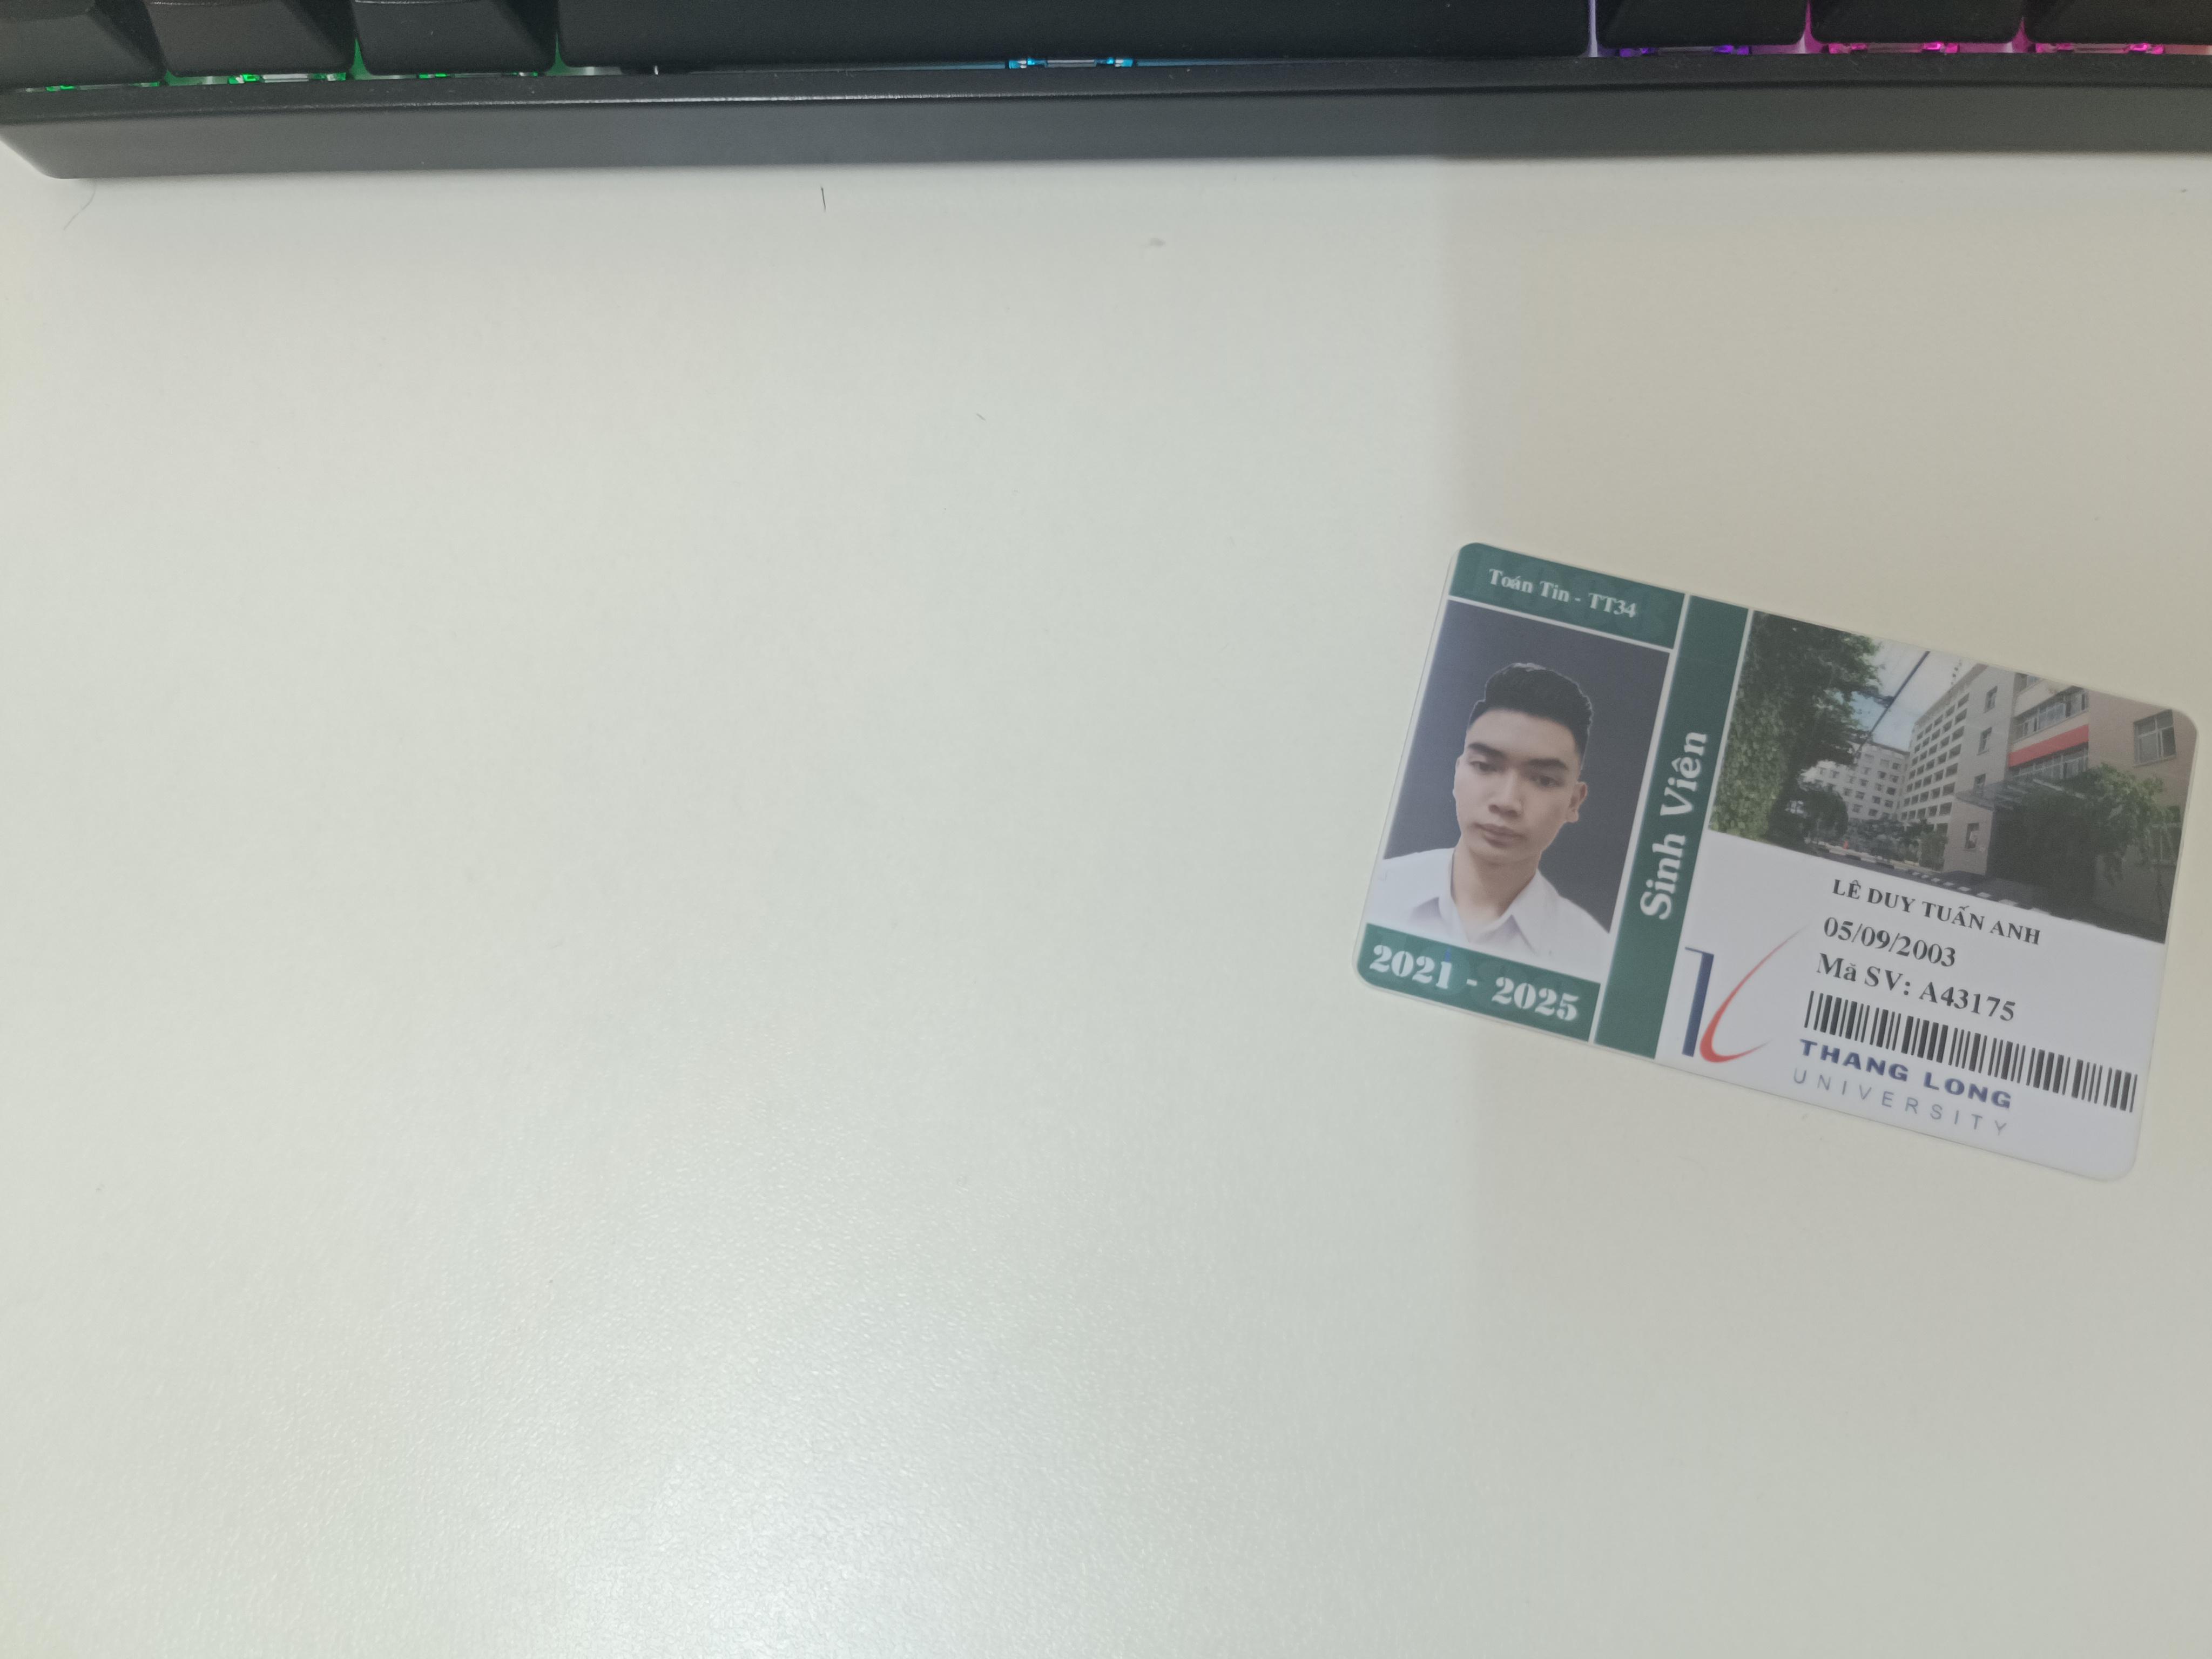 Toán Tin - TT34
Sinh Viên
2021 - 2025
LÊ DUY TUẤN ANH
05/09/2003
Mã SV: A43175
THANG LONG
UNIVERSITY